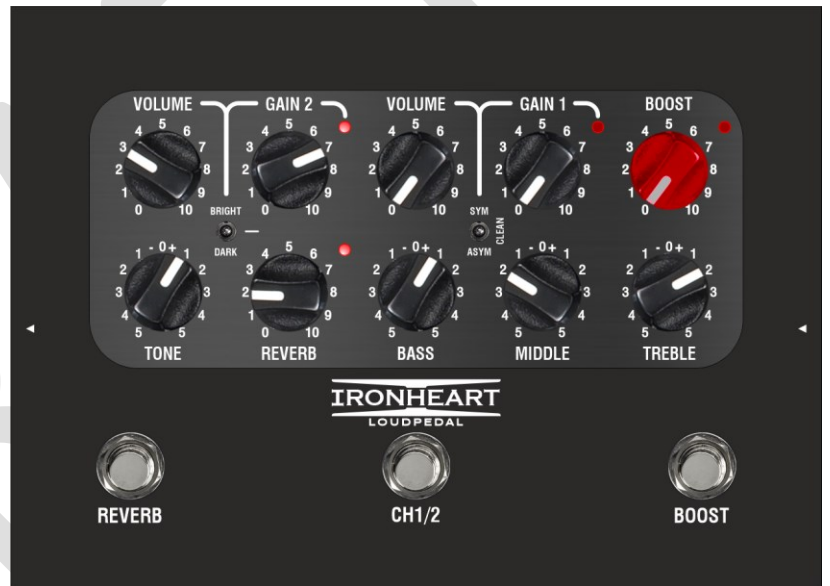 VOLUME GAIN 2 VOLUME GAIN 1 BOOST
0 1 2 3 4 5 6 7 8 9 10
0 1 2 3 4 5 6 7 8 9 10
0 1 2 3 4 5 6 7 8 9 10
0 1 2 3 4 5 6 7 8 9 10
0 1 2 3 4 5 6 7 8 9 10
BRIGHT
DARK
SYM
ASYM
CLEAN
5 4 3 2 1 - 0 + 1 2 3 4 5
0 1 2 3 4 5 6 7 8 9 10
5 4 3 2 1 - 0 + 1 2 3 4 5
5 4 3 2 1 - 0 + 1 2 3 4 5
5 4 3 2 1 - 0 + 1 2 3 4 5
TONE REVERB BASS MIDDLE TREBLE
IRONHEART
LOUDPEDAL
REVERB CH1/2 BOOST